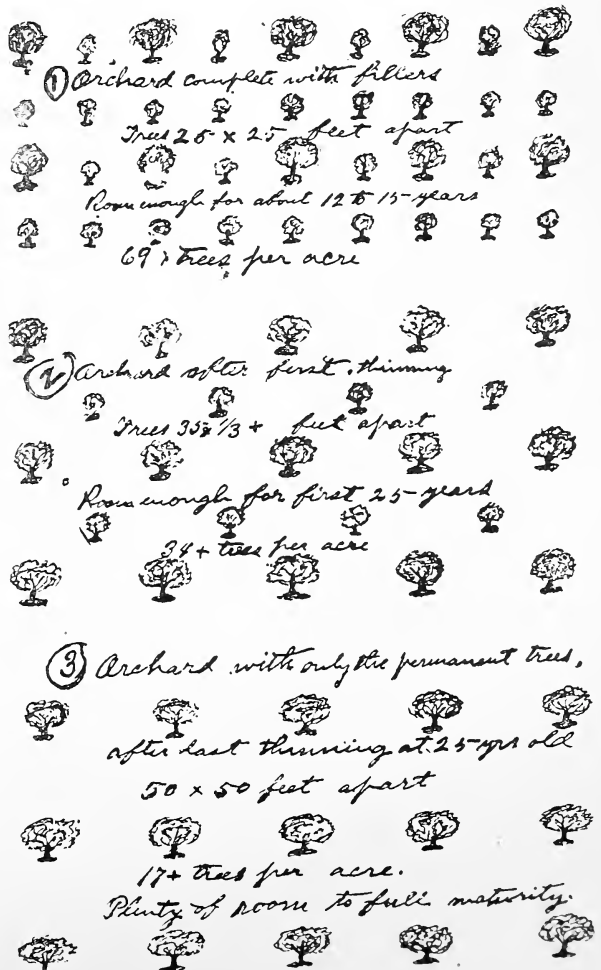 ① Orchard complete with fillers
Trees 25 x 25 feet apart
Room enough for about 12 to 15 years
69+ trees per acre
② Orchard after first thinning
Trees 35 1/3 + feet apart
Room enough for first 25 years
34+ trees per acre
③ Orchard with only the permanent trees,
after last thinning at 25 yrs old
50 x 50 feet apart
17+ trees per acre.
Plenty of room to full maturity.